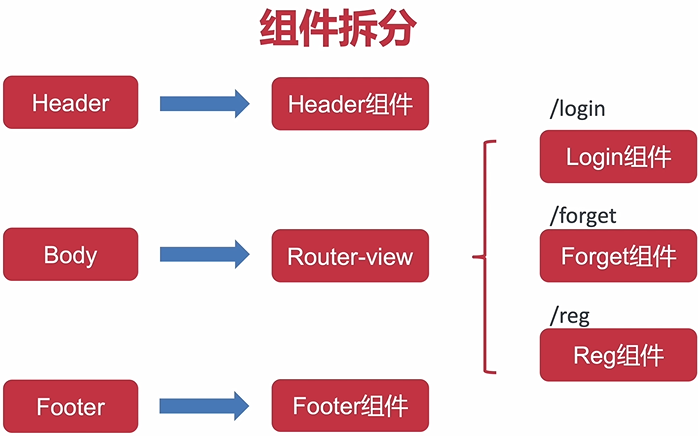 组件拆分
Header
Header组件
Body
Router-view
Footer
Footer组件
/login
Login组件
/forget
Forget组件
/reg
Reg组件